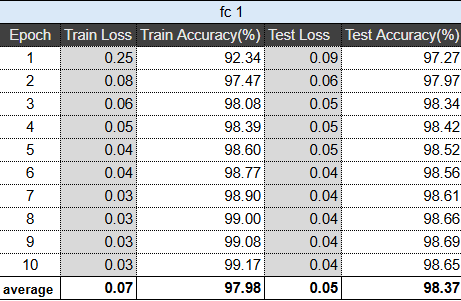 fc 1
Epoch Train Loss Train Accuracy(%) Test Loss Test Accuracy(%)
1 0.25 92.34 0.09 97.27
2 0.08 97.47 0.06 97.97
3 0.06 98.08 0.05 98.34
4 0.05 98.39 0.05 98.42
5 0.04 98.60 0.05 98.52
6 0.04 98.77 0.04 98.56
7 0.03 98.90 0.04 98.61
8 0.03 99.00 0.04 98.66
9 0.03 99.08 0.04 98.69
10 0.03 99.17 0.04 98.65
average 0.07 97.98 0.05 98.37